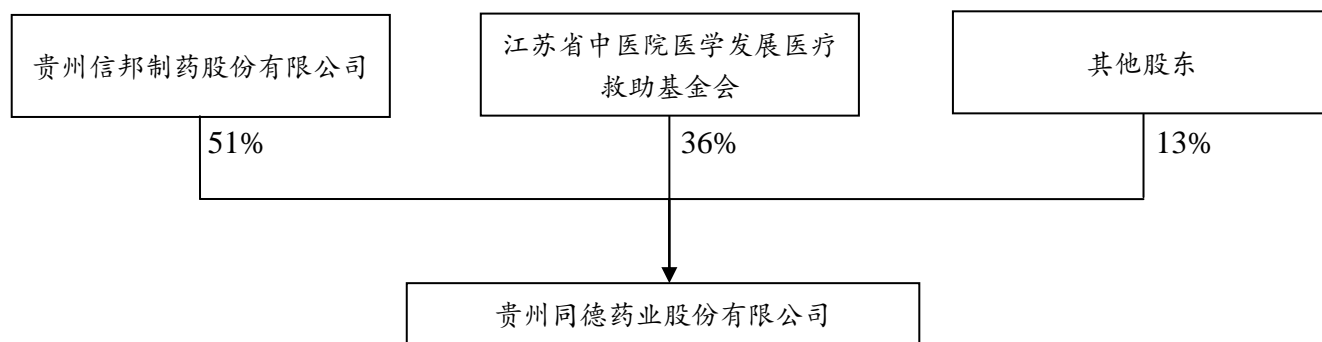 贵州信邦制药股份有限公司
江苏省中医院医学发展医疗
救助基金会
其他股东
51%
36%
13%
贵州同德药业股份有限公司